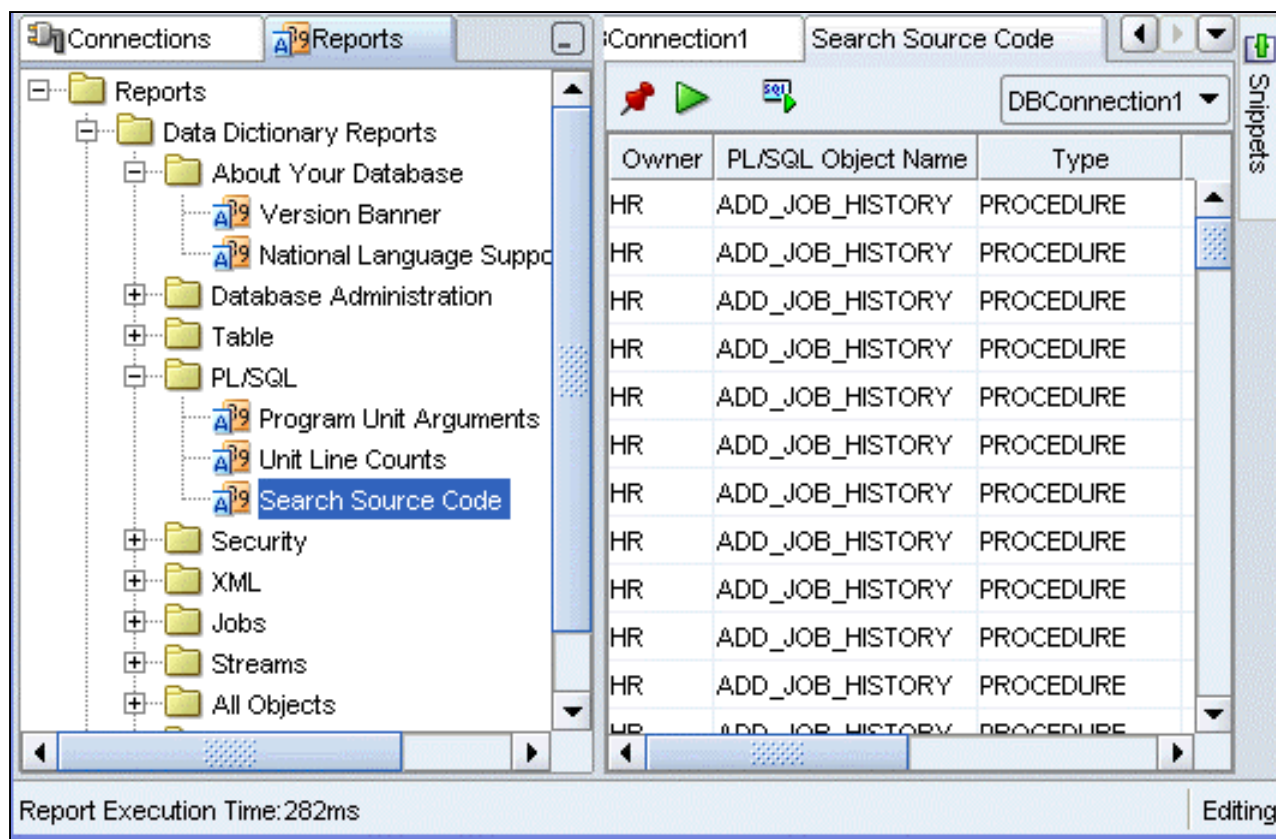 Connections
Reports
Connection1
Search Source Code
Snippets
Reports
Data Dictionary Reports
About Your Database
Version Banner
National Language Suppo
Database Administration
Table
PL/SQL
Program Unit Arguments
Unit Line Counts
Search Source Code
Security
XML
Jobs
Streams
All Objects
SQL
DBConnection1
Owner PL/SQL Object Name Type
HR ADD_JOB_HISTORY PROCEDURE
HR ADD_JOB_HISTORY PROCEDURE
HR ADD_JOB_HISTORY PROCEDURE
HR ADD_JOB_HISTORY PROCEDURE
HR ADD_JOB_HISTORY PROCEDURE
HR ADD_JOB_HISTORY PROCEDURE
HR ADD_JOB_HISTORY PROCEDURE
HR ADD_JOB_HISTORY PROCEDURE
HR ADD_JOB_HISTORY PROCEDURE
HR ADD_JOB_HISTORY PROCEDURE
HR ADD_JOB_HISTORY PROCEDURE
HR ADD_JOB_HISTORY PROCEDURE
Report Execution Time:282ms
Editing